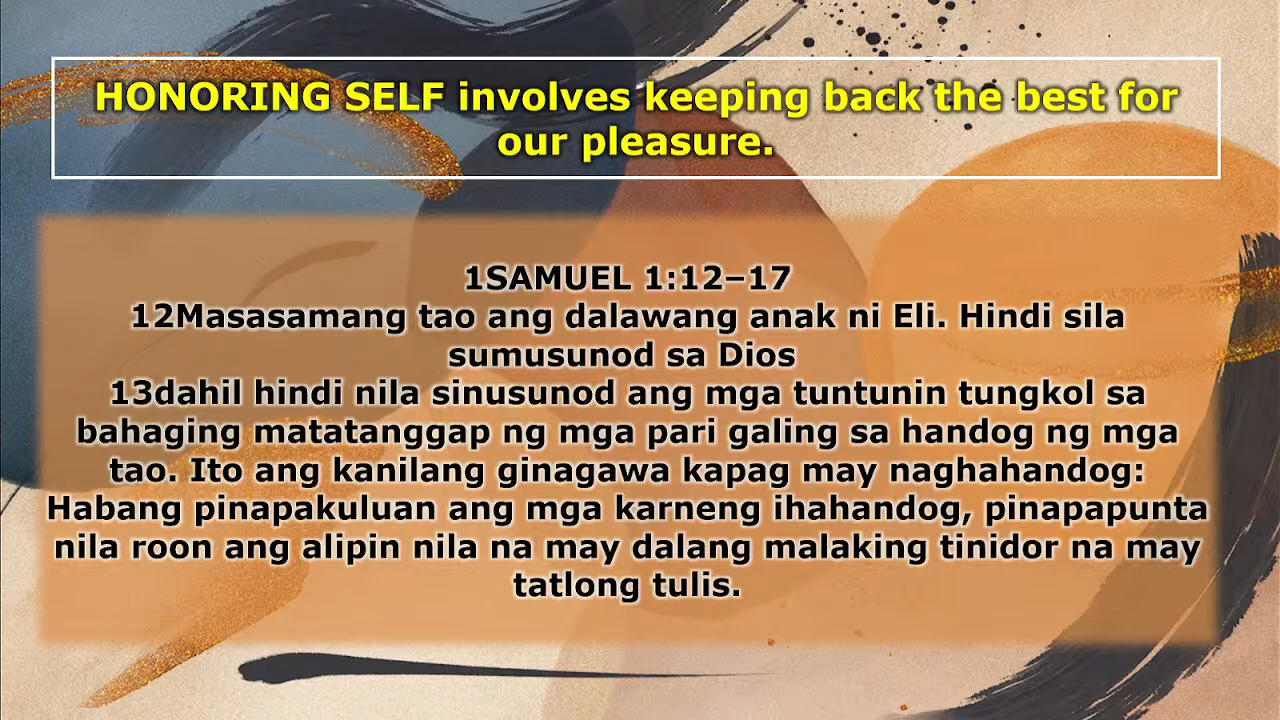 HONORING SELF involves keeping back the best for
our pleasure.
1SAMUEL 1:12–17
12Masasamang tao ang dalawang anak ni Eli. Hindi sila
sumusunod sa Dios
13dahil hindi nila sinusunod ang mga tuntunin tungkol sa
bahaging matatanggap ng mga pari galing sa handog ng mga
tao. Ito ang kanilang ginagawa kapag may naghahandog:
Habang pinapakuluan ang mga karneng ihahandog, pinapapunta
nila roon ang alipin nila na may dalang malaking tinidor na may
tatlong tulis.